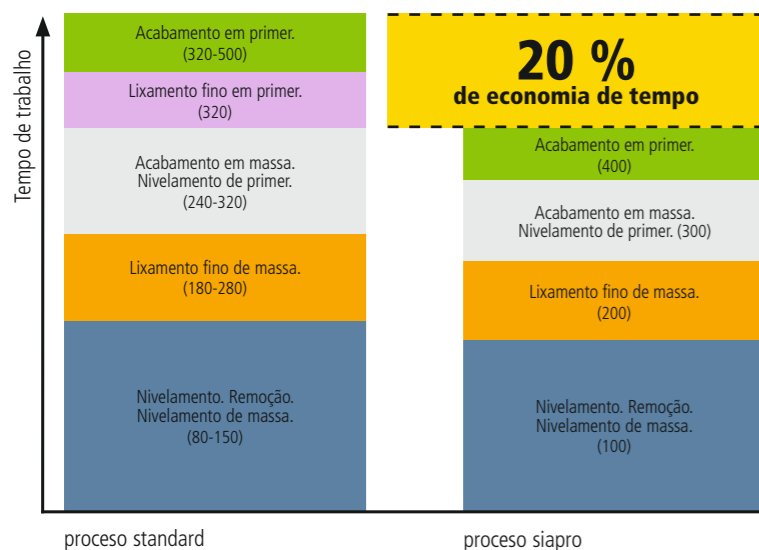 Tempo de trabalho
Acabamento em primer.
(320-500)
Lixamento fino em primer.
(320)
Acabamento em massa.
Nivelamento de primer.
(240-320)
Lixamento fino de massa.
(180-280)
Nivelamento. Remoção.
Nivelamento de massa.
(80-150)
proceso standard
20 %
de economia de tempo
Acabamento em primer.
(400)
Acabamento em massa.
Nivelamento de primer. (300)
Lixamento fino de massa.
(200)
Nivelamento. Remoção.
Nivelamento de massa.
(100)
proceso siapro